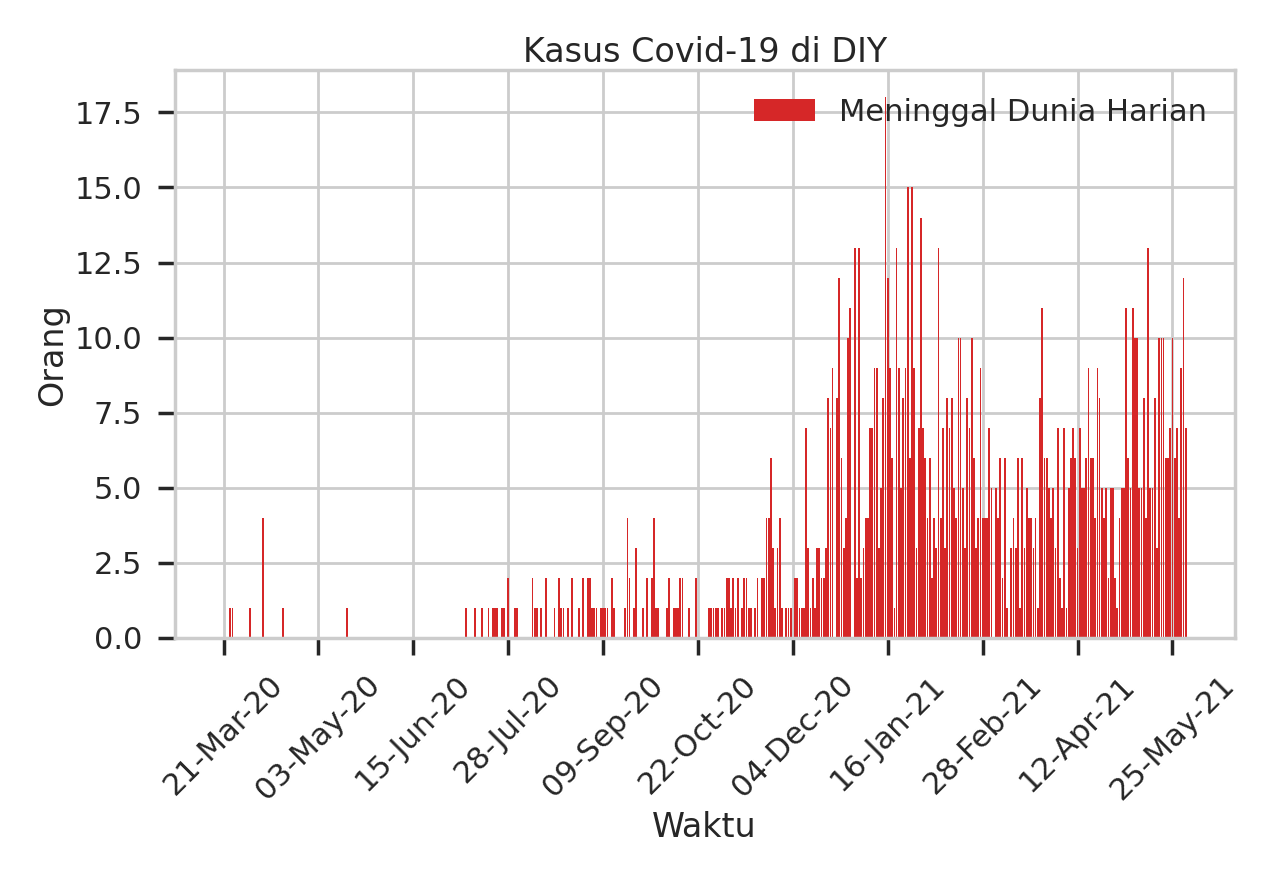 Kasus Covid-19 di DIY
Meninggal Dunia Harian
Orang
17.5
15.0
12.5
10.0
7.5
5.0
2.5
0.0
21-Mar-20
03-May-20
15-Jun-20
28-Jul-20
09-Sep-20
22-Oct-20
04-Dec-20
16-Jan-21
28-Feb-21
12-Apr-21
25-May-21
Waktu